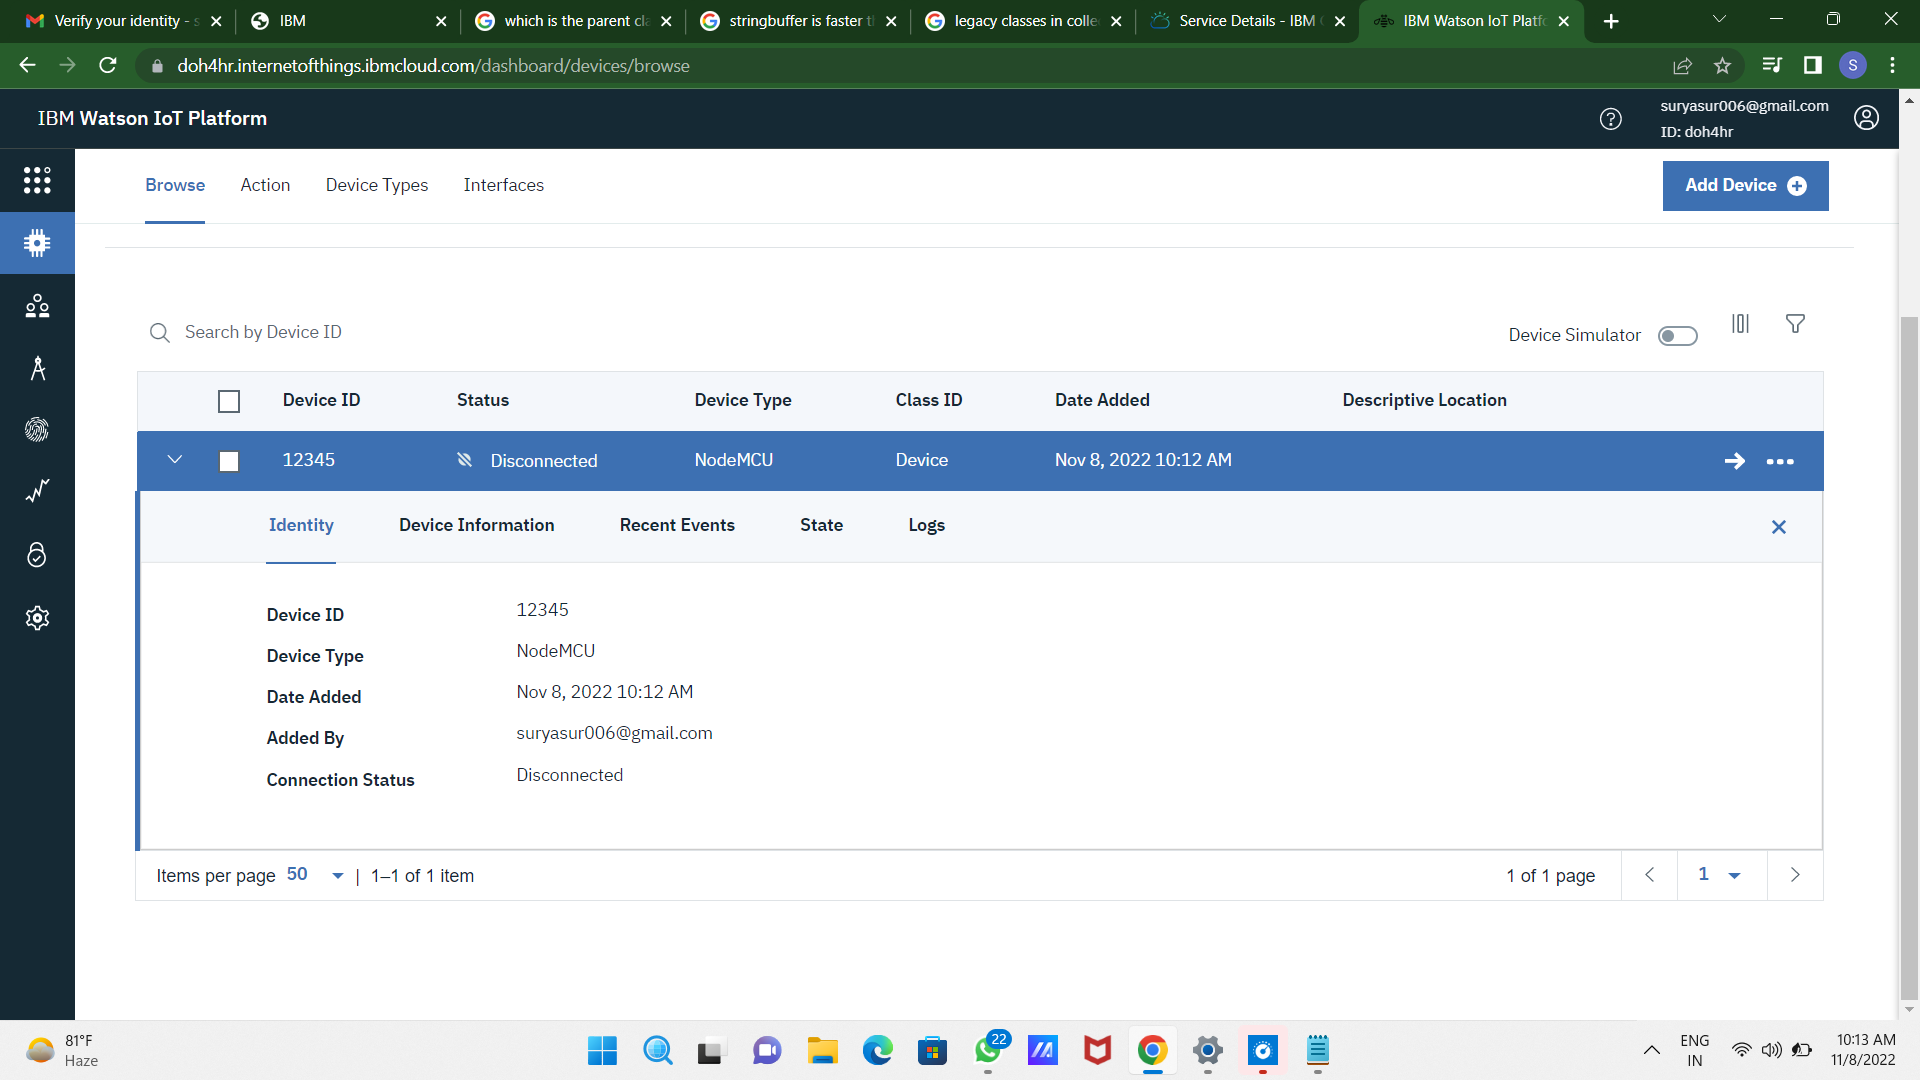 Verify your identity - s
IBM
which is the parent cla
stringbuffer is faster t
legacy classes in colle
Service Details - IBM
IBM Watson IoT Platf
doh4hr.internetofthings.ibmcloud.com/dashboard/devices/browse
S
IBM Watson IoT Platform
suryasur006@gmail.com
ID: doh4hr
Browse
Action
Device Types
Interfaces
Add Device
Search by Device ID
Device Simulator
Device ID
Status
Device Type
Class ID
Date Added
Descriptive Location
12345
Disconnected
NodeMCU
Device
Nov 8, 2022 10:12 AM
Identity
Device Information
Recent Events
State
Logs
Device ID
12345
Device Type
NodeMCU
Date Added
Nov 8, 2022 10:12 AM
Added By
suryasur006@gmail.com
Connection Status
Disconnected
Items per page 50 | 1–1 of 1 item
1 of 1 page
1
81°F
Haze
22
ENG
IN
10:13 AM
11/8/2022